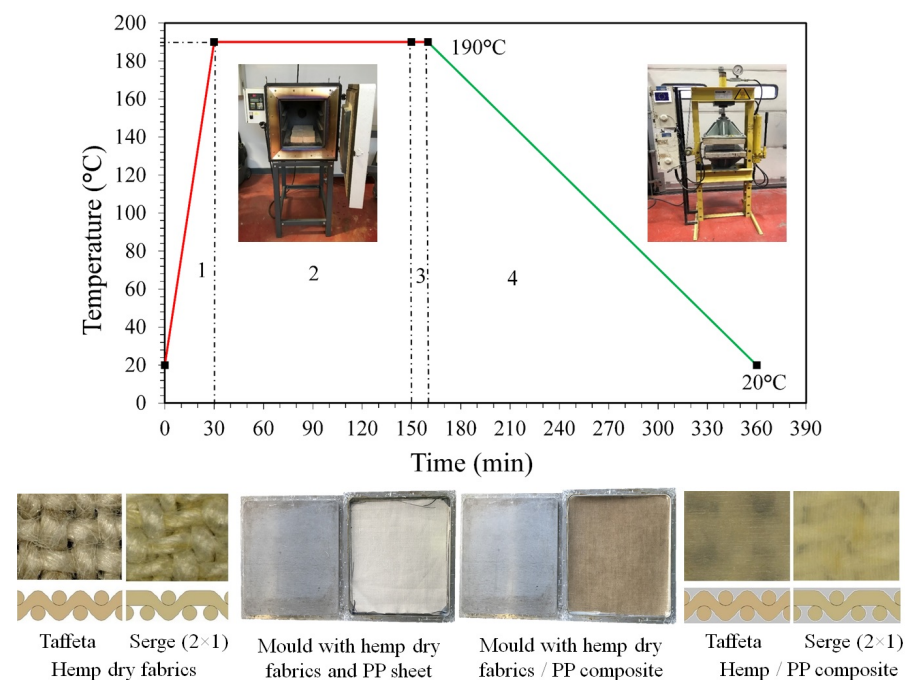 200
180
160
140
120
100
80
60
40
20
0
Temperature (°C)
190°C
1
2
3
4
20°C
0 30 60 90 120 150 180 210 240 270 300 330 360 390
Time (min)
Taffeta
Serge (2×1)
Hemp dry fabrics
Mould with hemp dry
fabrics and PP sheet
Mould with hemp dry
fabrics / PP composite
Taffeta
Serge (2×1)
Hemp / PP composite